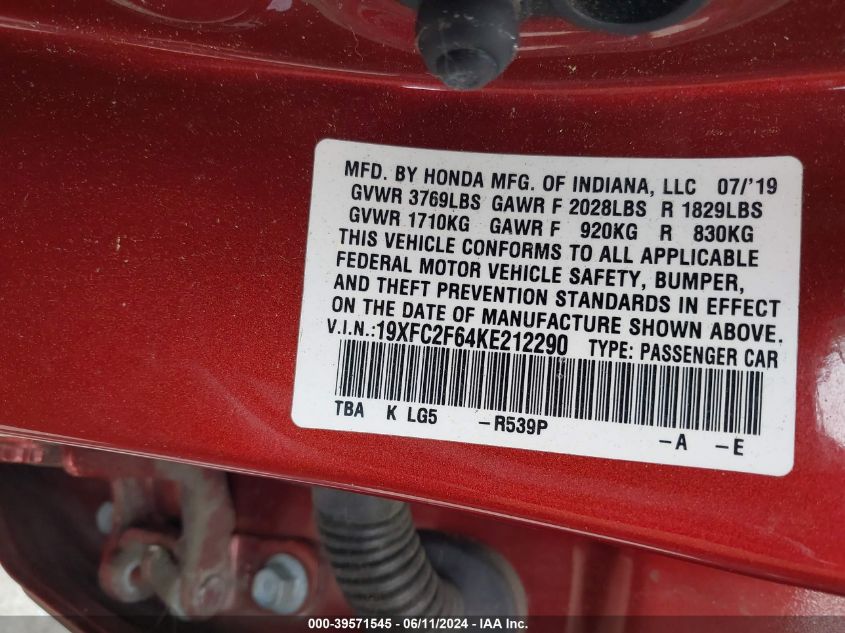 MFD. BY HONDA MFG. OF INDIANA, LLC 07/'19
GVWR 3769LBS GAWR F 2028LBS R 1829LBS
GVWR 1710KG GAWR F 920KG R 830KG
THIS VEHICLE CONFORMS TO ALL APPLICABLE
FEDERAL MOTOR VEHICLE SAFETY, BUMPER,
AND THEFT PREVENTION STANDARDS IN EFFECT
ON THE DATE OF MANUFACTURE SHOWN ABOVE.
V.I.N.:19XFC2F64KE212290 TYPE: PASSENGER CAR
TBA K LG5 -R539P -A -E
000-39571545 - 06/11/2024 - IAA Inc.